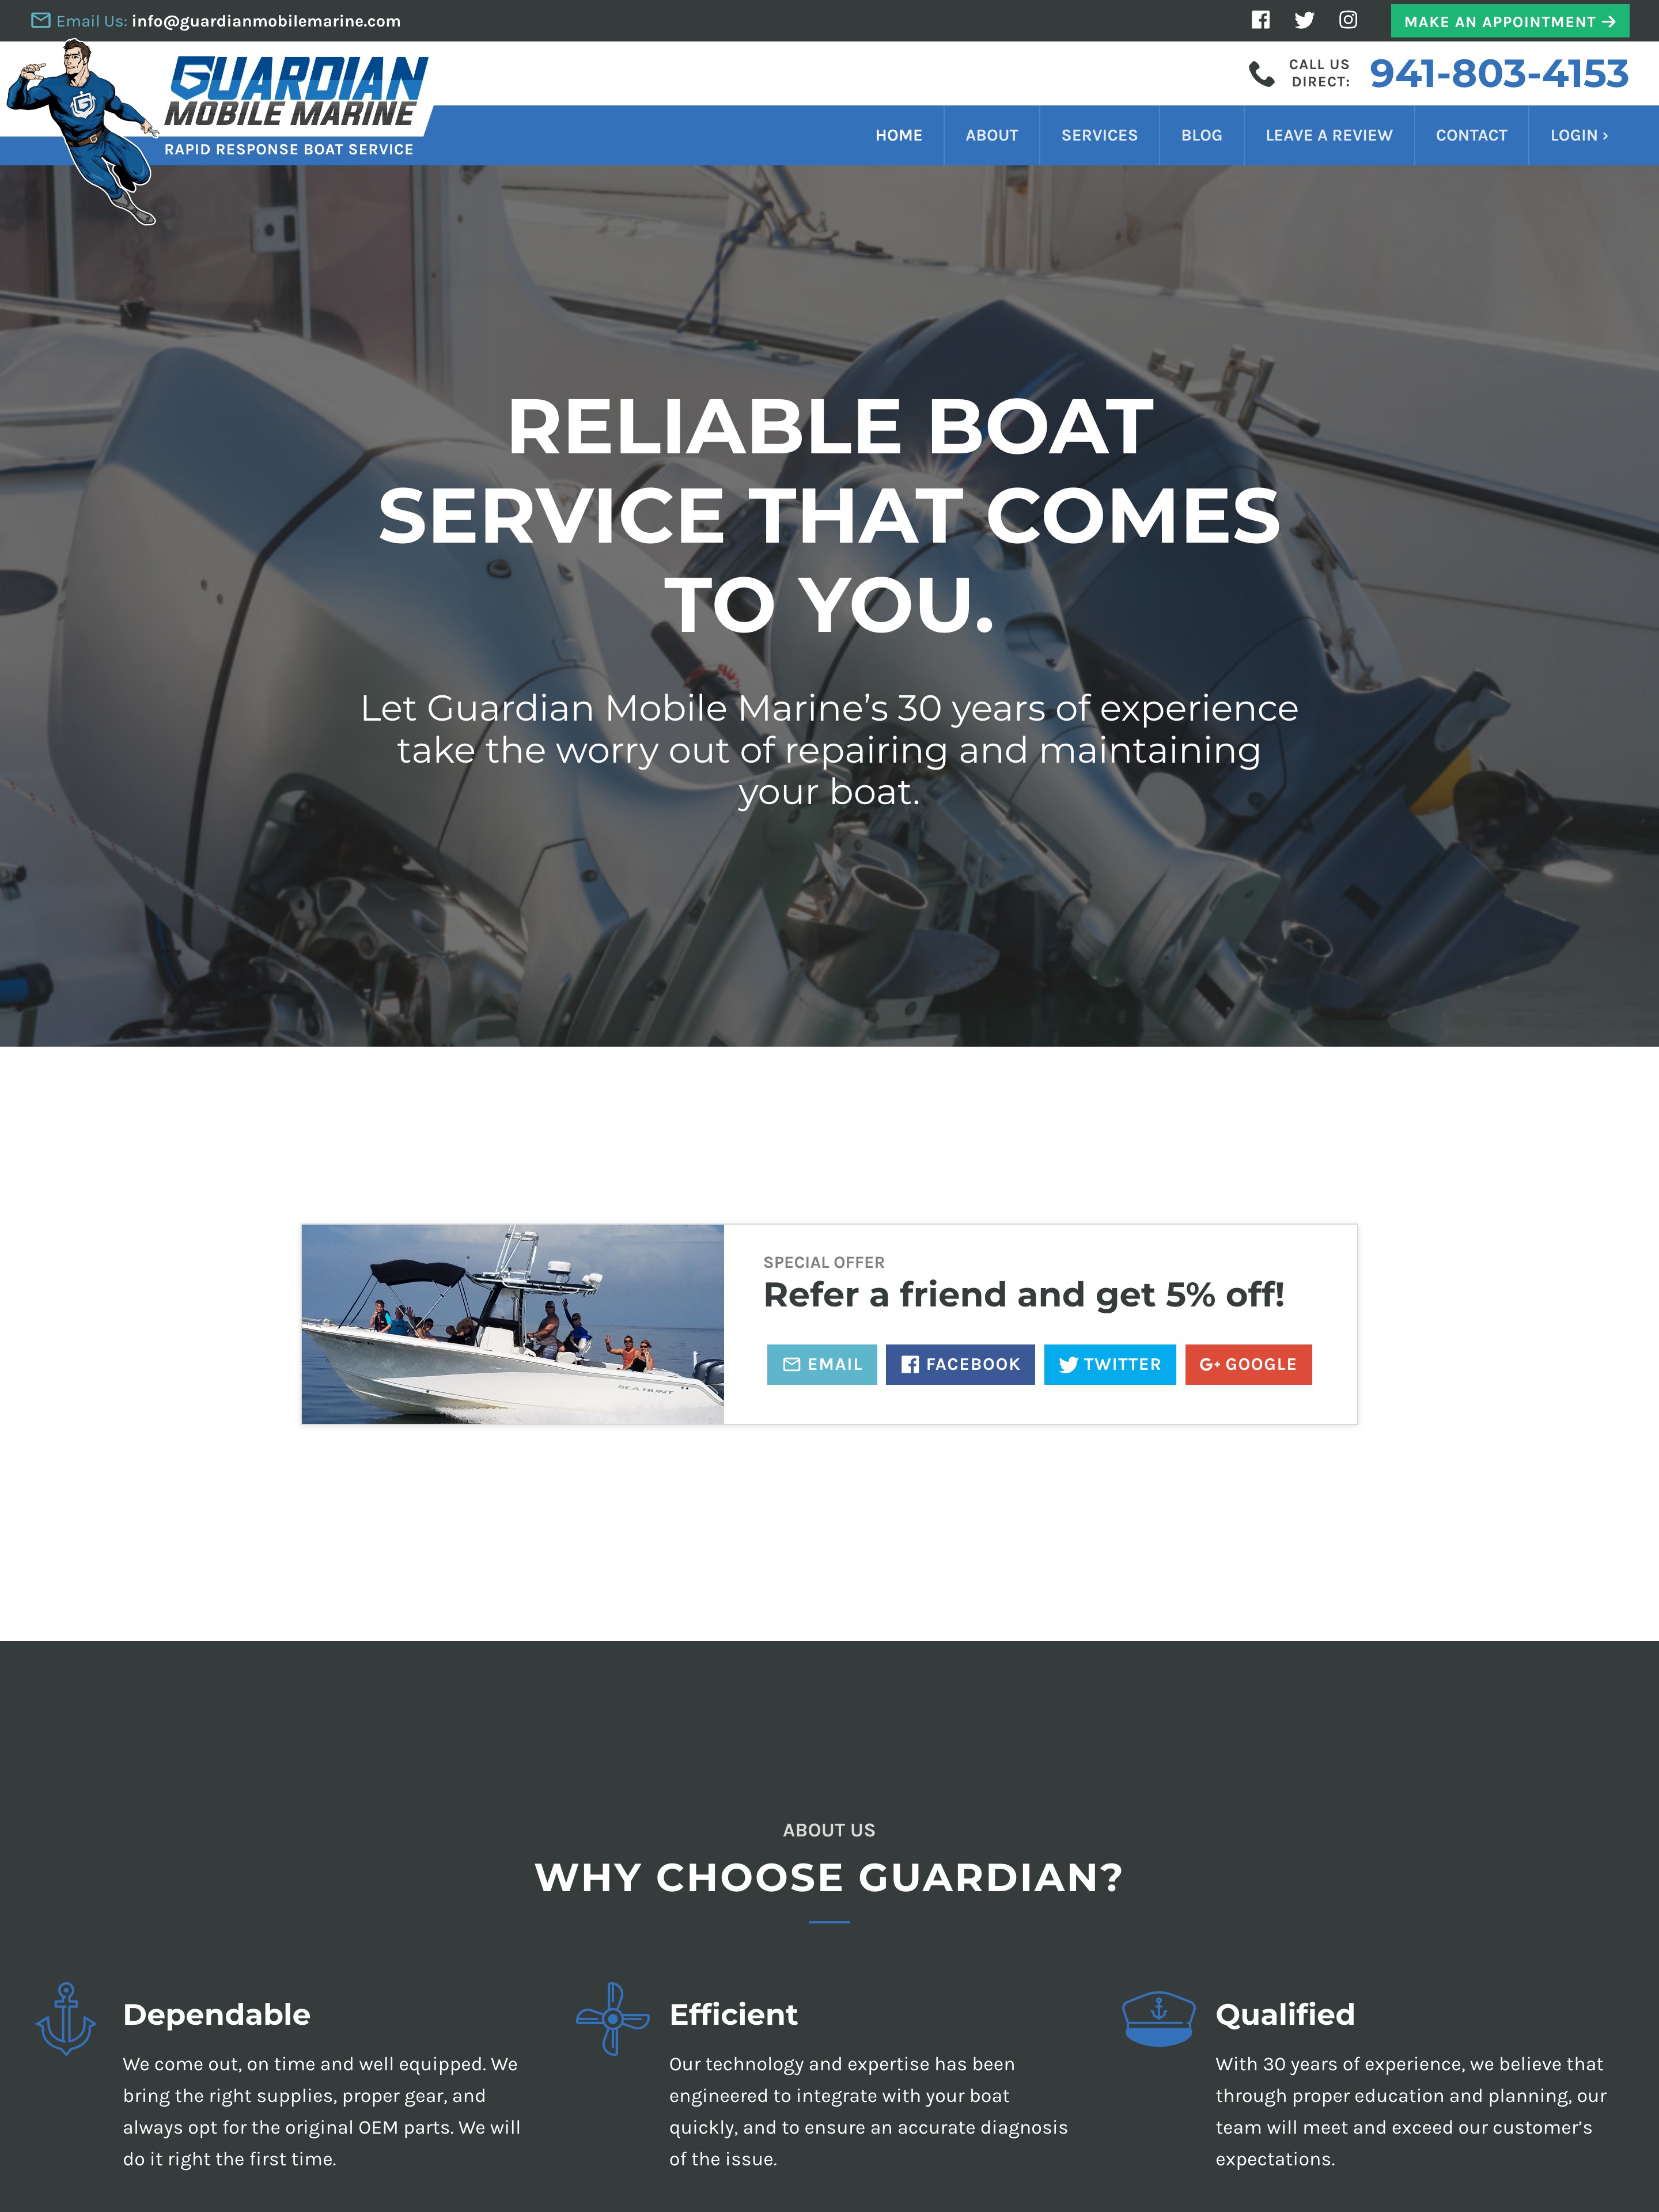 Email Us: info@guardianmobilemarine.com
MAKE AN APPOINTMENT →
GUARDIAN
MOBILE MARINE
RAPID RESPONSE BOAT SERVICE
CALL US
DIRECT:
941-803-4153
HOME
ABOUT
SERVICES
BLOG
LEAVE A REVIEW
CONTACT
LOGIN ›
RELIABLE BOAT
SERVICE THAT COMES
TO YOU.
Let Guardian Mobile Marine’s 30 years of experience
take the worry out of repairing and maintaining
your boat.
SEA HUNT
SPECIAL OFFER
Refer a friend and get 5% off!
EMAIL
FACEBOOK
TWITTER
G+ GOOGLE
ABOUT US
WHY CHOOSE GUARDIAN?
Dependable
We come out, on time and well equipped. We
bring the right supplies, proper gear, and
always opt for the original OEM parts. We will
do it right the first time.
Efficient
Our technology and expertise has been
engineered to integrate with your boat
quickly, and to ensure an accurate diagnosis
of the issue.
Qualified
With 30 years of experience, we believe that
through proper education and planning, our
team will meet and exceed our customer’s
expectations.